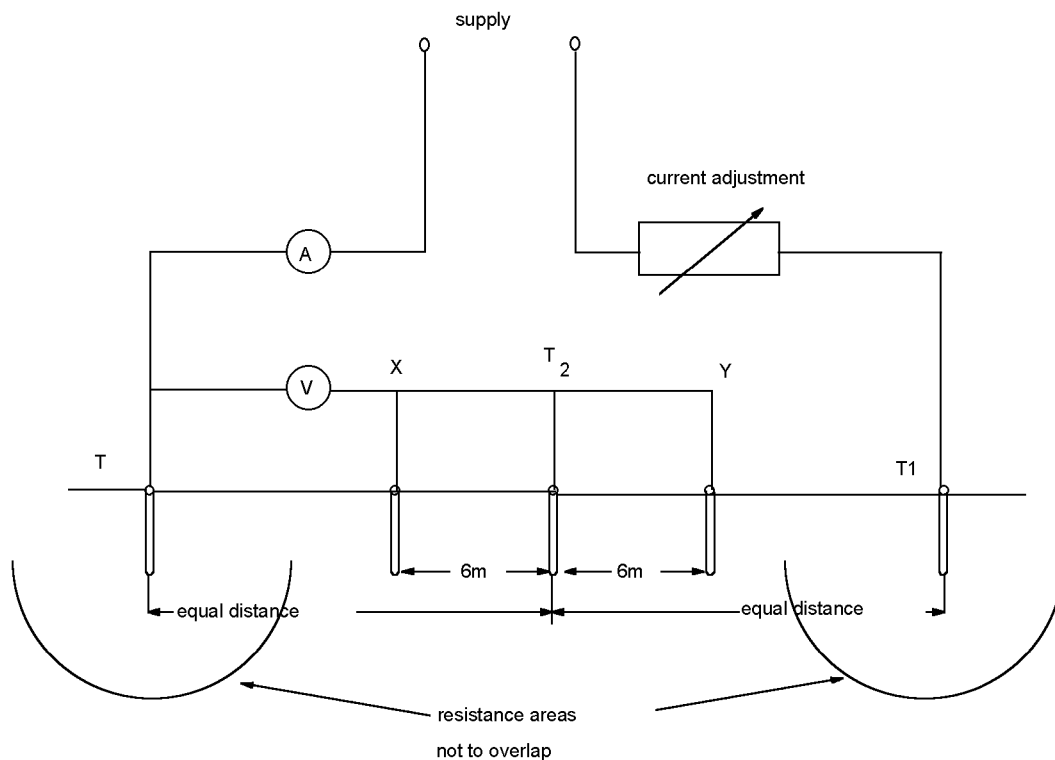 supply
current adjustment
A
V
X
T 2
Y
T
T1
6m
6m
equal distance
equal distance
resistance areas
not to overlap